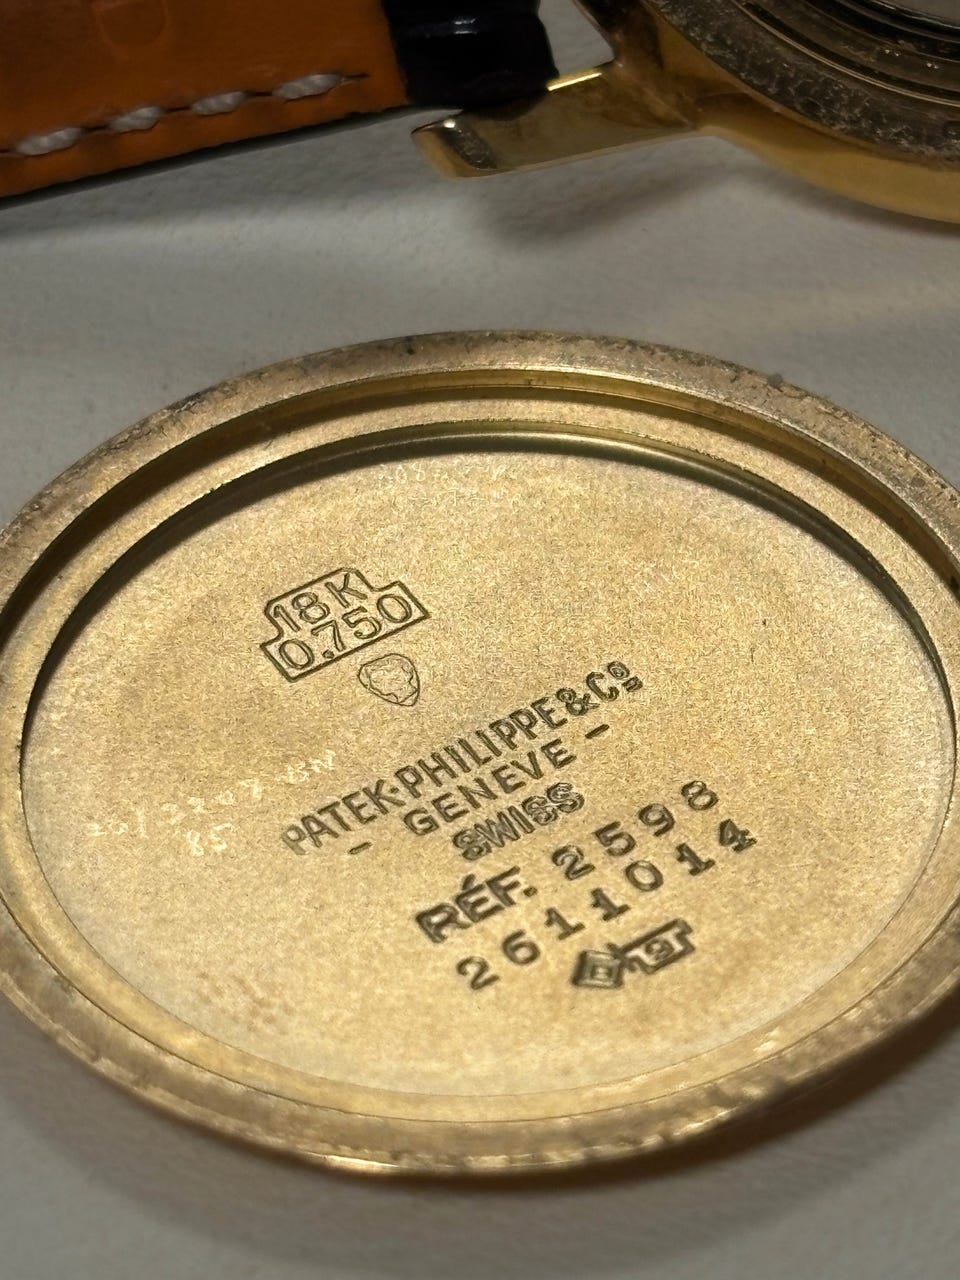 18K
0.750
PATEK·PHILIPPE & Cº
- GENEVE -
SWISS
RÉF. 2598
2611014